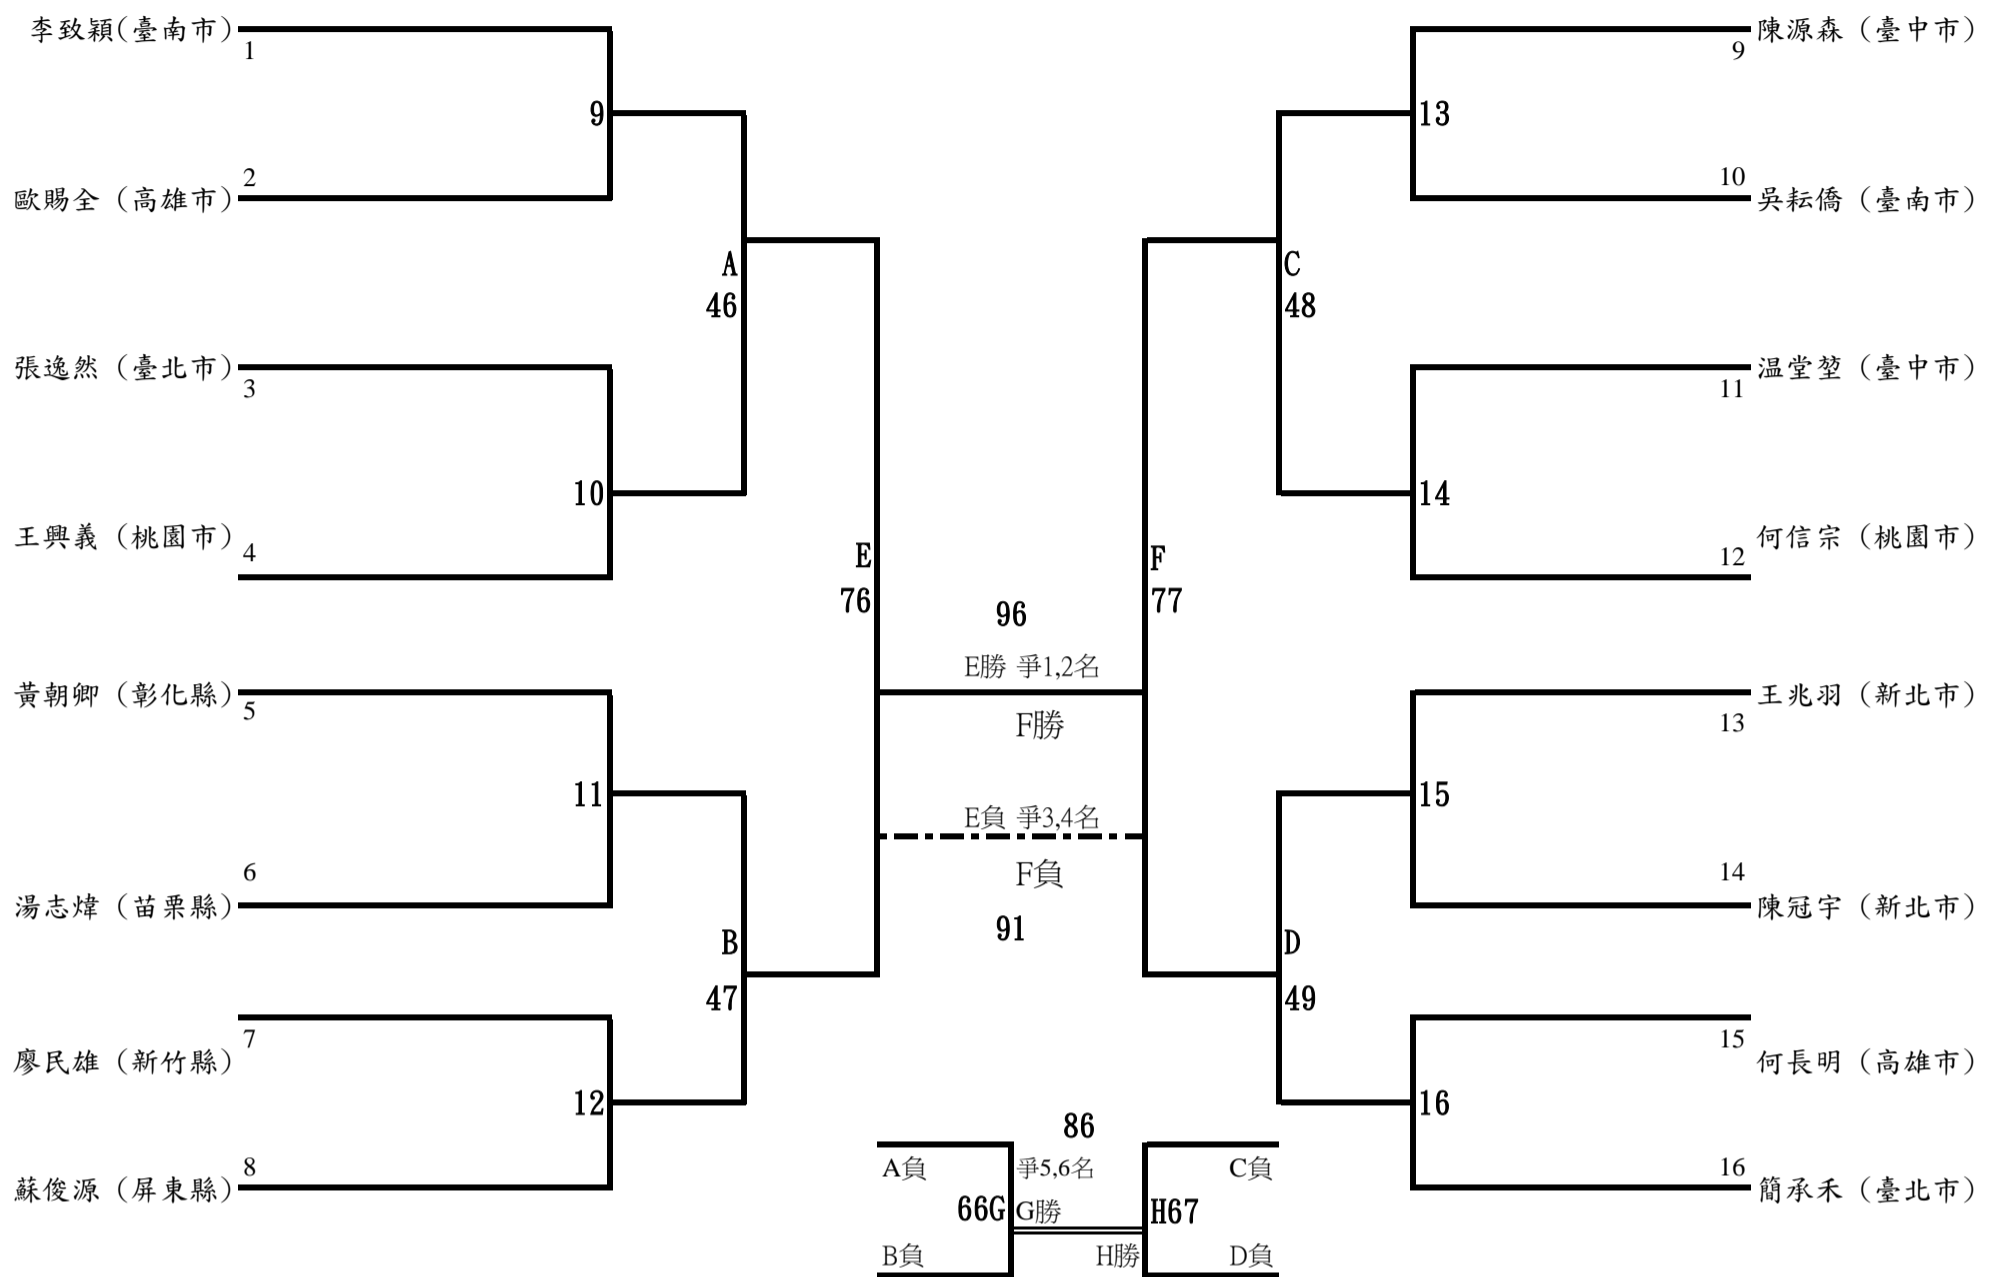 李致穎(臺南市)
1
9
歐賜全（高雄市）
2
A
46
張逸然（臺北市）
3
10
王興義（桃園市）
4
E
76
黃朝卿（彰化縣）
5
11
湯志煒（苗栗縣）
6
B
47
廖民雄（新竹縣）
7
12
蘇俊源（屏東縣）
8
96
E勝 爭1,2名
F勝
E負 爭3,4名
F負
91
86
A負
爭5,6名
C負
66G
G勝
H67
B負
H勝
D負
陳源森（臺中市）
9
13
吳耘僑（臺南市）
10
C
48
温堂堃（臺中市）
11
14
何信宗（桃園市）
12
F
77
王兆羽（新北市）
13
15
陳冠宇（新北市）
14
D
49
何長明（高雄市）
15
16
簡承禾（臺北市）
16